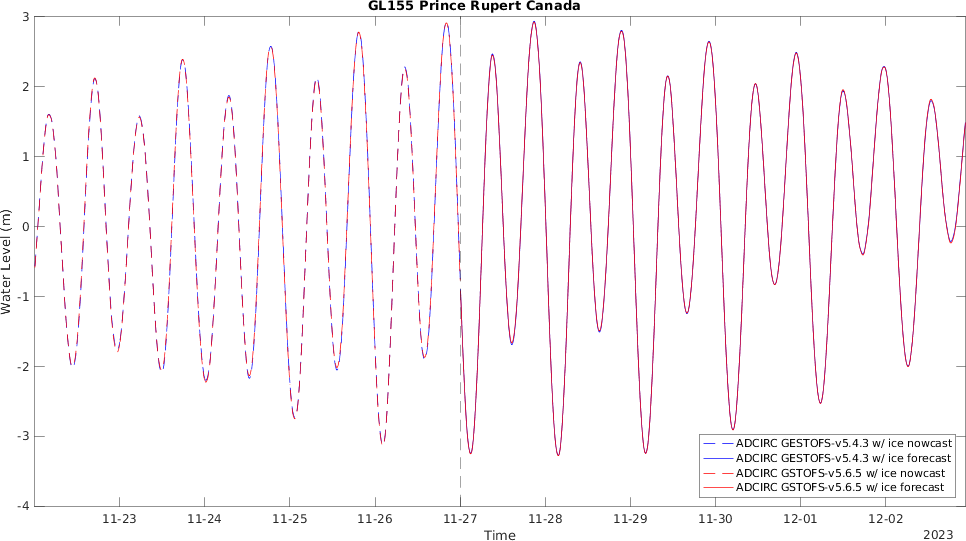 GL155 Prince Rupert Canada
3
2
1
0
-1
-2
-3
-4
Water Level (m)
ADCIRC GESTOFS-v5.4.3 w/ ice nowcast
ADCIRC GESTOFS-v5.4.3 w/ ice forecast
ADCIRC GSTOFS-v5.6.5 w/ ice nowcast
ADCIRC GSTOFS-v5.6.5 w/ ice forecast
11-23 11-24 11-25 11-26 11-27 11-28 11-29 11-30 12-01 12-02
Time
2023